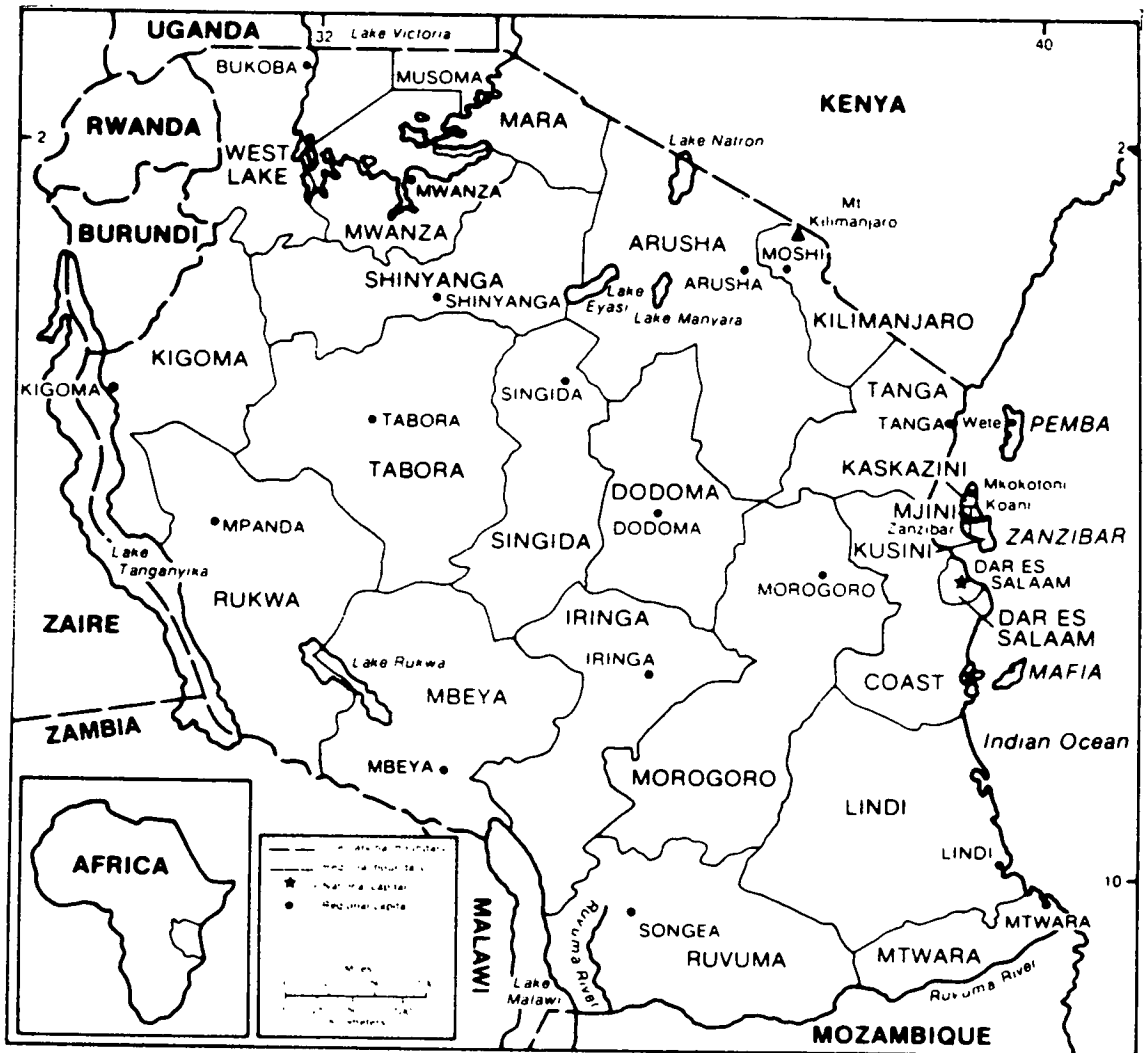 UGANDA
32
Lake Victoria
40
BUKOBA
MUSOMA
KENYA
RWANDA
MARA
2
Lake Natron
2
WEST
LAKE
MWANZA
Mt
Kilimanjaro
BURUNDI
MWANZA
ARUSHA
MOSHI
SHINYANGA
ARUSHA
SHINYANGA
Lake
Eyasi
Lake Manyara
KILIMANJARO
KIGOMA
TANGA
KIGOMA
SINGIDA
TABORA
TANGA
Wete
PEMBA
TABORA
KASKAZINI
DODOMA
Mkokotoni
MJINI
Koani
MPANDA
DODOMA
Zanzibar
SINGIDA
ZANZIBAR
KUSINI
Lake
Tanganyika
DAR ES
SALAAM
MOROGORO
RUKWA
IRINGA
DAR ES
SALAAM
ZAIRE
IRINGA
Lake Rukwa
MAFIA
COAST
MBEYA
ZAMBIA
Indian Ocean
MBEYA
MOROGORO
LINDI
AFRICA
LINDI
10
MALAWI
Ruvuma River
SONGEA
MTWARA
RUVUMA
MTWARA
Ruvuma River
Lake
Malawi
MOZAMBIQUE